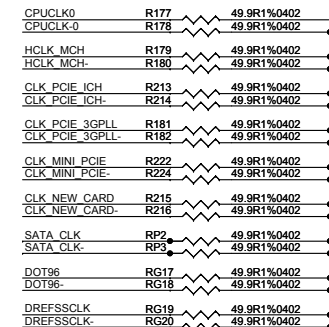 CPUCLK0 R177 49.9R1%0402
CPUCLK-0 R178 49.9R1%0402
HCLK_MCH R179 49.9R1%0402
HCLK_MCH- R180 49.9R1%0402
CLK_PCIE_ICH R213 49.9R1%0402
CLK_PCIE_ICH- R214 49.9R1%0402
CLK_PCIE_3GPLL R181 49.9R1%0402
CLK_PCIE_3GPLL- R182 49.9R1%0402
CLK_MINI_PCIE R222 49.9R1%0402
CLK_MINI_PCIE- R224 49.9R1%0402
CLK_NEW_CARD R215 49.9R1%0402
CLK_NEW_CARD- R216 49.9R1%0402
SATA_CLK RP2 49.9R1%0402
SATA_CLK- RP3 49.9R1%0402
DOT96 RG17 49.9R1%0402
DOT96- RG18 49.9R1%0402
DREFSSCLK RG19 49.9R1%0402
DREFSSCLK- RG20 49.9R1%0402